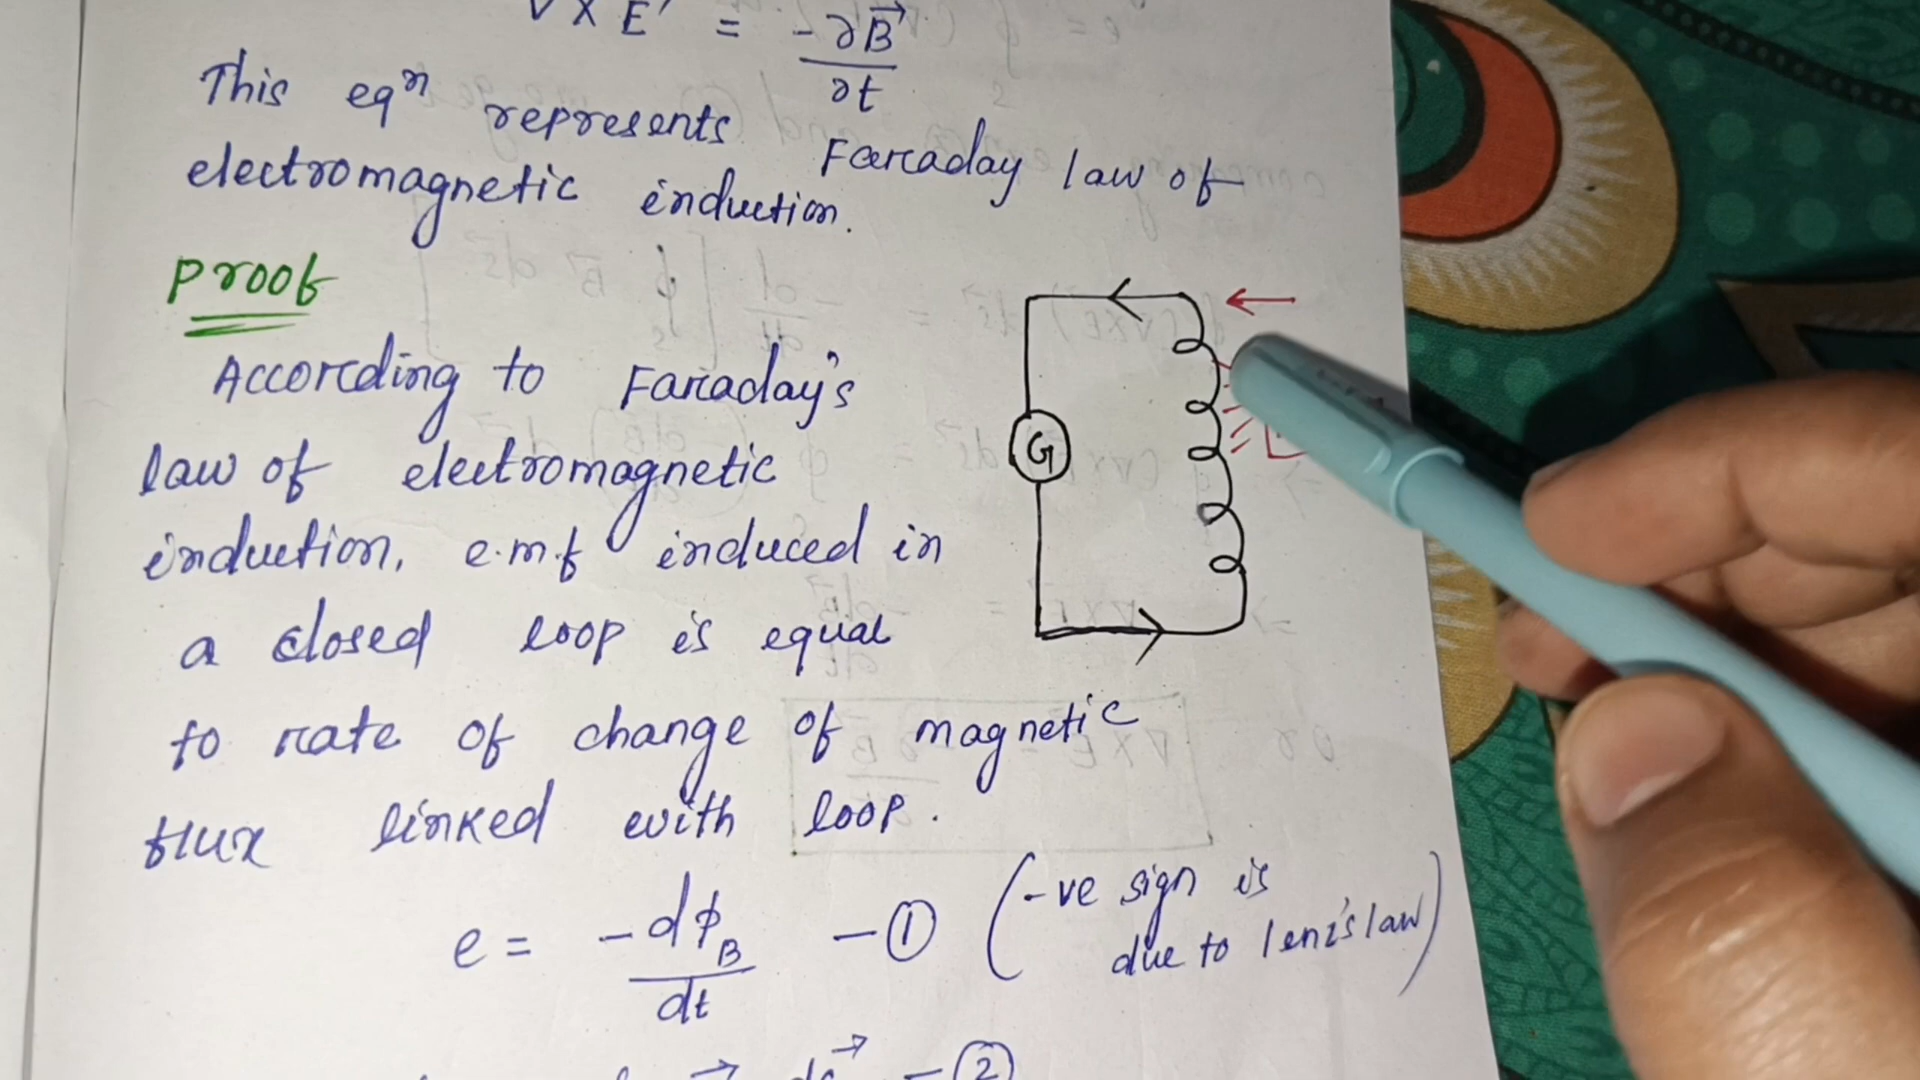 ∇ × E = -∂B⃗/∂t
This eqⁿ represents Faraday law of
electromagnetic induction.
Proof
According to Faraday's
law of electromagnetic
induction, e.m.f induced in
a closed loop is equal
to rate of change of magnetic
flux linked with loop.
G
e = -dϕ_B/dt — ① (-ve sign is
due to lenz's law)
— ②